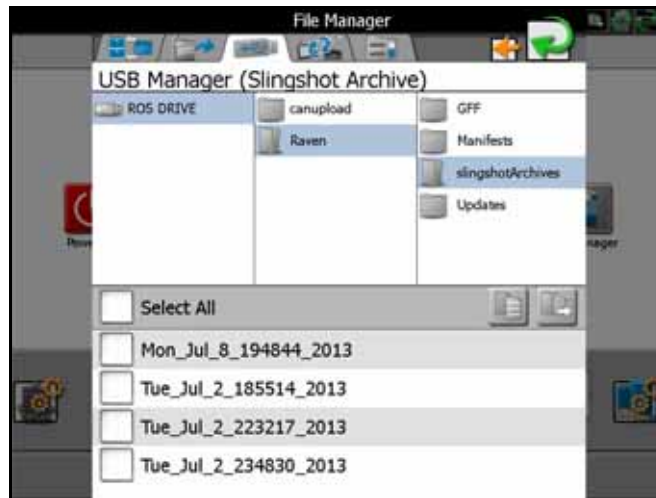 File Manager
USB Manager (Slingshot Archive)
ROS DRIVE
canupload
Raven
GFF
Manifests
slingshotArchives
Updates
Select All
Mon_Jul_8_194844_2013
Tue_Jul_2_185514_2013
Tue_Jul_2_223217_2013
Tue_Jul_2_234830_2013